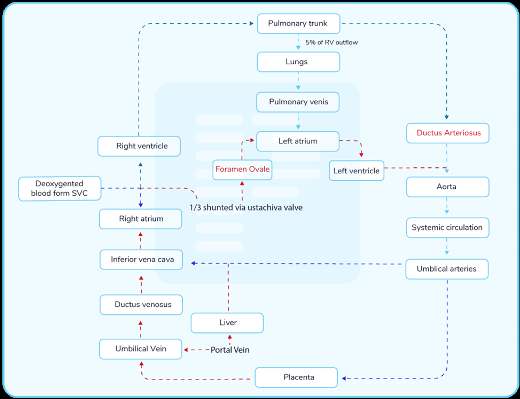 Pulmonary trunk
5% of RV outflow
Lungs
Pulmonary venis
Ductus Arteriosus
Right ventricle
Left atrium
Foramen Ovale
Left ventricle
Deoxygented
blood form SVC
Aorta
1/3 shunted via ustachiva valve
Right atrium
Systemic circulation
Inferior vena cava
Umblical arteries
Ductus venosus
Liver
Umbilical Vein
Portal Vein
Placenta